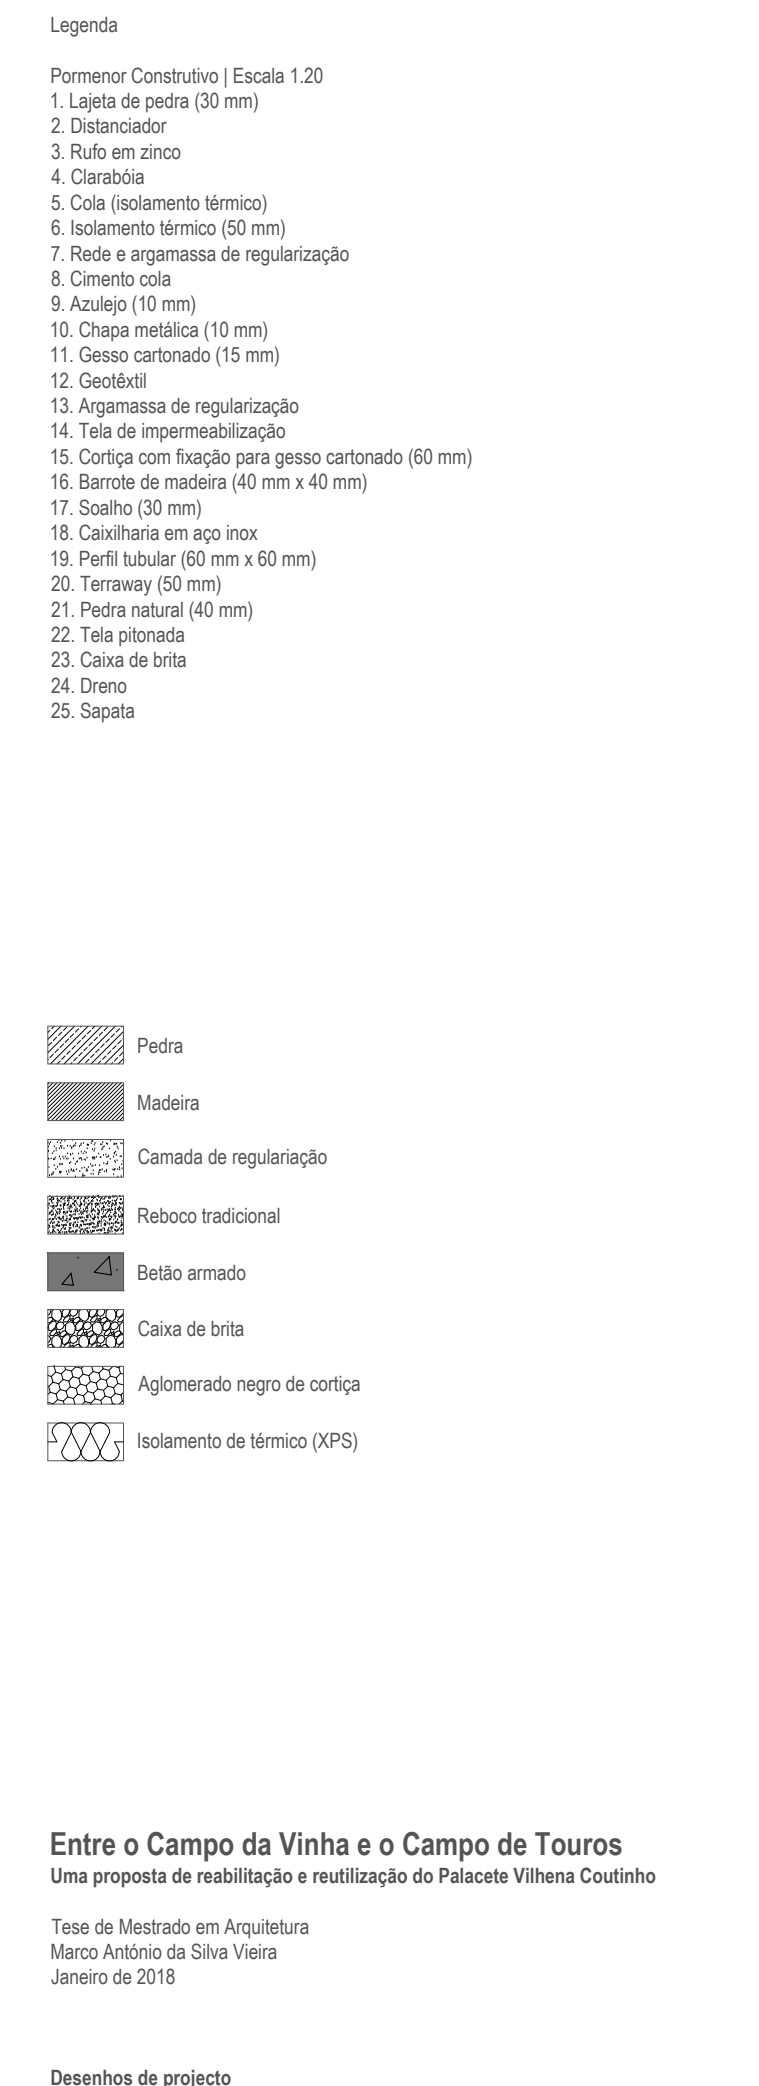 Legenda
Pormenor Construtivo | Escala 1.20
1. Lajeta de pedra (30 mm)
2. Distanciador
3. Rufo em zinco
4. Clarabóia
5. Cola (isolamento térmico)
6. Isolamento térmico (50 mm)
7. Rede e argamassa de regularização
8. Cimento cola
9. Azulejo (10 mm)
10. Chapa metálica (10 mm)
11. Gesso cartonado (15 mm)
12. Geotêxtil
13. Argamassa de regularização
14. Tela de impermeabilização
15. Cortiça com fixação para gesso cartonado (60 mm)
16. Barrote de madeira (40 mm x 40 mm)
17. Soalho (30 mm)
18. Caixilharia em aço inox
19. Perfil tubular (60 mm x 60 mm)
20. Terraway (50 mm)
21. Pedra natural (40 mm)
22. Tela pitonada
23. Caixa de brita
24. Dreno
25. Sapata
Pedra
Madeira
Camada de regulariação
Reboco tradicional
Betão armado
Caixa de brita
Aglomerado negro de cortiça
Isolamento de térmico (XPS)
Entre o Campo da Vinha e o Campo de Touros
Uma proposta de reabilitação e reutilização do Palacete Vilhena Coutinho
Tese de Mestrado em Arquitetura
Marco António da Silva Vieira
Janeiro de 2018
Desenhos de projecto